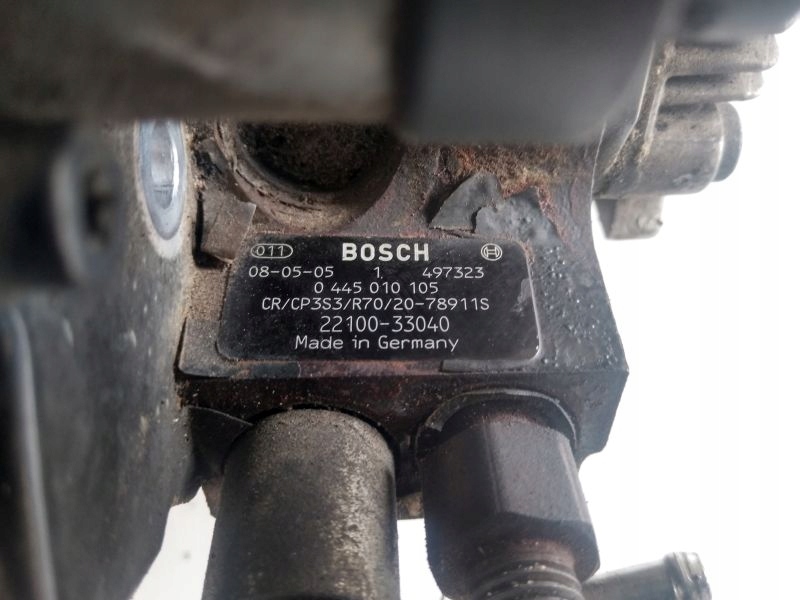 011 BOSCH
08-05-05 1. 497323
0 445 010 105
CR/CP3S3/R70/20-78911S
22100-33040
Made in Germany